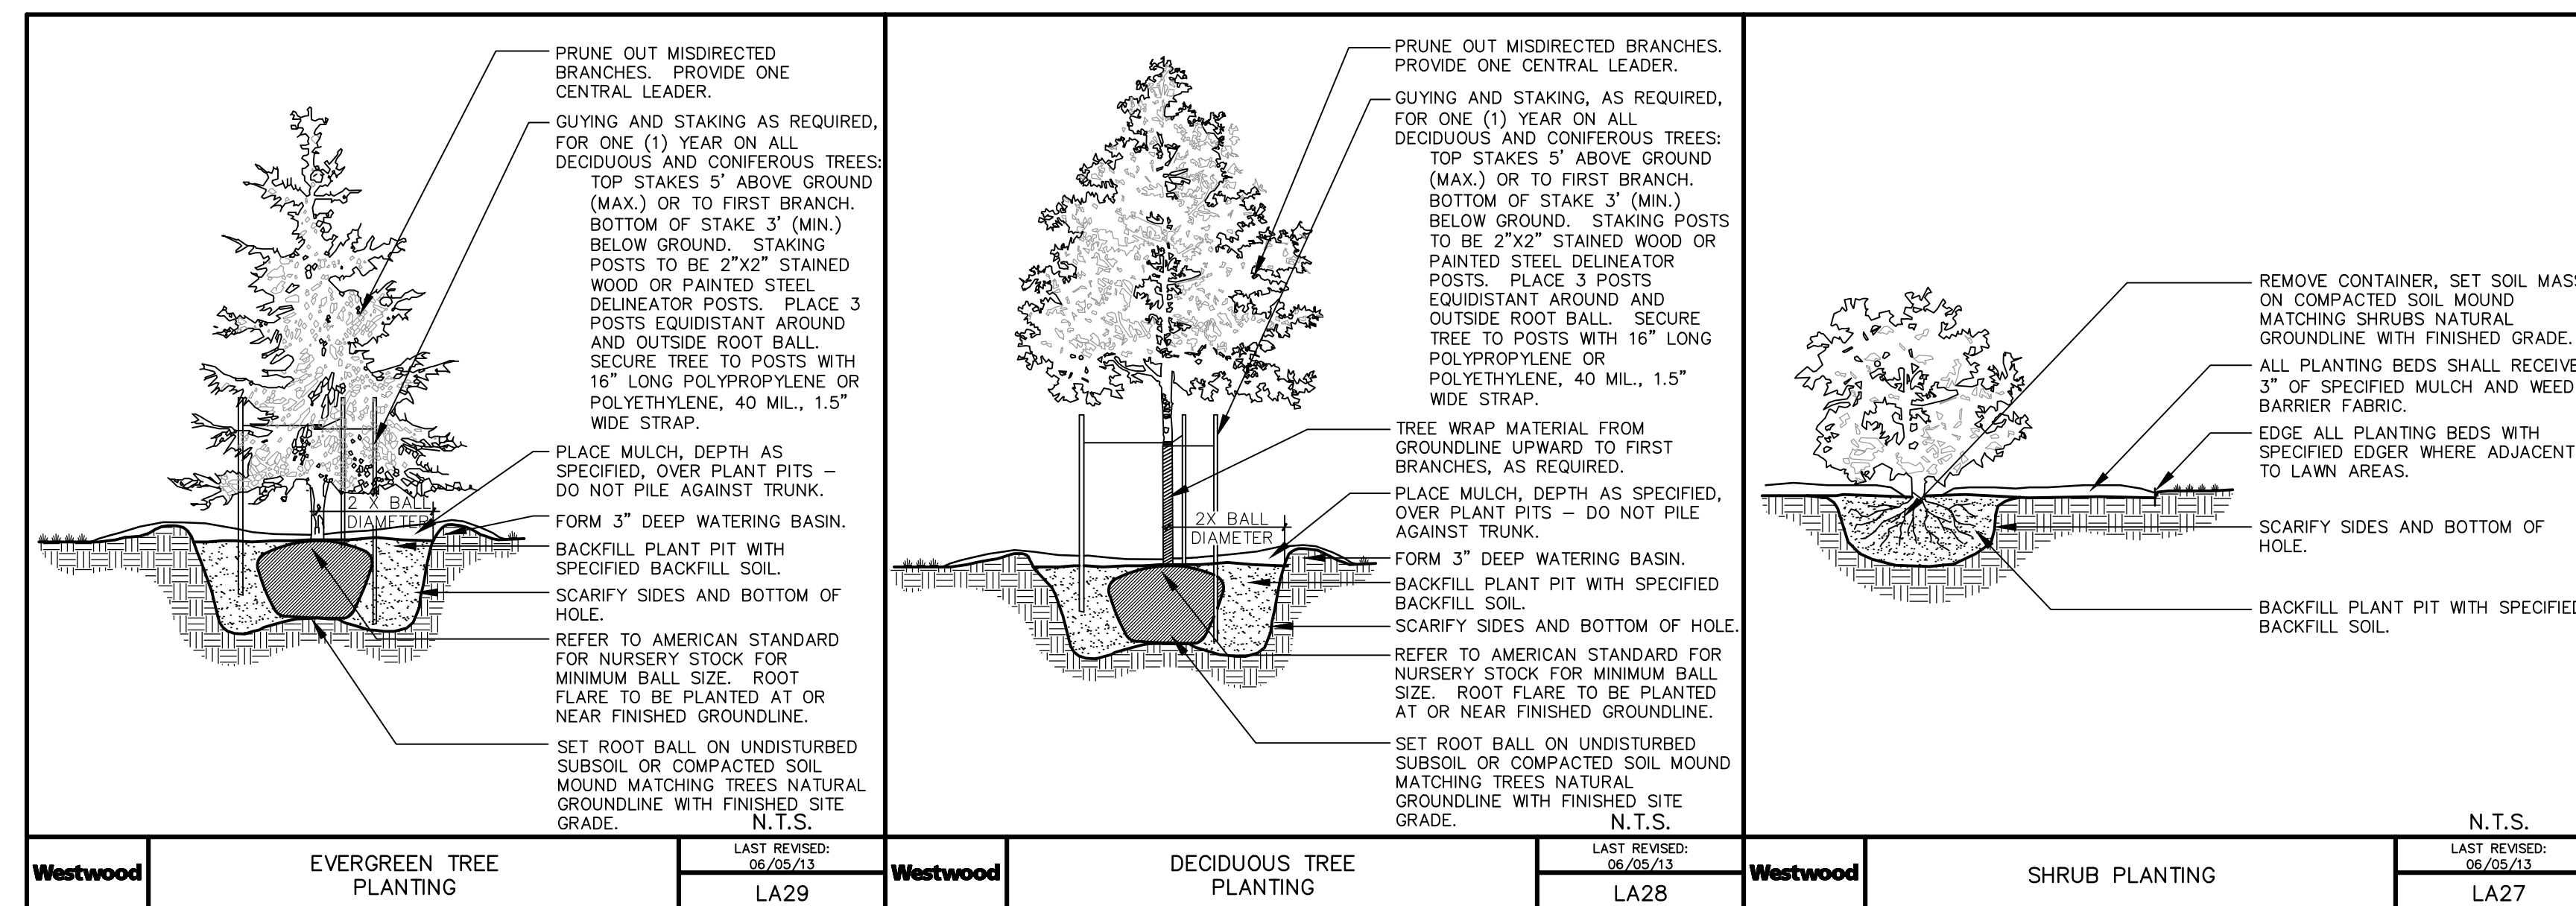 PRUNE OUT MISDIRECTED
BRANCHES. PROVIDE ONE
CENTRAL LEADER.
GUYING AND STAKING AS REQUIRED,
FOR ONE (1) YEAR ON ALL
DECIDUOUS AND CONIFEROUS TREES:
TOP STAKES 5' ABOVE GROUND
(MAX.) OR TO FIRST BRANCH.
BOTTOM OF STAKE 3' (MIN.)
BELOW GROUND. STAKING
POSTS TO BE 2"X2" STAINED
WOOD OR PAINTED STEEL
DELINEATOR POSTS. PLACE 3
POSTS EQUIDISTANT AROUND
AND OUTSIDE ROOT BALL.
SECURE TREE TO POSTS WITH
16" LONG POLYPROPYLENE OR
POLYETHYLENE, 40 MIL., 1.5"
WIDE STRAP.
PLACE MULCH, DEPTH AS
SPECIFIED, OVER PLANT PITS –
DO NOT PILE AGAINST TRUNK.
2 X BALL
DIAMETER
FORM 3" DEEP WATERING BASIN.
BACKFILL PLANT PIT WITH
SPECIFIED BACKFILL SOIL.
SCARIFY SIDES AND BOTTOM OF
HOLE.
REFER TO AMERICAN STANDARD
FOR NURSERY STOCK FOR
MINIMUM BALL SIZE. ROOT
FLARE TO BE PLANTED AT OR
NEAR FINISHED GROUNDLINE.
SET ROOT BALL ON UNDISTURBED
SUBSOIL OR COMPACTED SOIL
MOUND MATCHING TREES NATURAL
GROUNDLINE WITH FINISHED SITE
GRADE.
N.T.S.
Westwood
EVERGREEN TREE
PLANTING
LAST REVISED:
06/05/13
LA29
PRUNE OUT MISDIRECTED BRANCHES.
PROVIDE ONE CENTRAL LEADER.
GUYING AND STAKING, AS REQUIRED,
FOR ONE (1) YEAR ON ALL
DECIDUOUS AND CONIFEROUS TREES:
TOP STAKES 5' ABOVE GROUND
(MAX.) OR TO FIRST BRANCH.
BOTTOM OF STAKE 3' (MIN.)
BELOW GROUND. STAKING POSTS
TO BE 2"X2" STAINED WOOD OR
PAINTED STEEL DELINEATOR
POSTS. PLACE 3 POSTS
EQUIDISTANT AROUND AND
OUTSIDE ROOT BALL. SECURE
TREE TO POSTS WITH 16" LONG
POLYPROPYLENE OR
POLYETHYLENE, 40 MIL., 1.5"
WIDE STRAP.
TREE WRAP MATERIAL FROM
GROUNDLINE UPWARD TO FIRST
BRANCHES, AS REQUIRED.
PLACE MULCH, DEPTH AS SPECIFIED,
OVER PLANT PITS – DO NOT PILE
AGAINST TRUNK.
2X BALL
DIAMETER
FORM 3" DEEP WATERING BASIN.
BACKFILL PLANT PIT WITH SPECIFIED
BACKFILL SOIL.
SCARIFY SIDES AND BOTTOM OF HOLE.
REFER TO AMERICAN STANDARD FOR
NURSERY STOCK FOR MINIMUM BALL
SIZE. ROOT FLARE TO BE PLANTED
AT OR NEAR FINISHED GROUNDLINE.
SET ROOT BALL ON UNDISTURBED
SUBSOIL OR COMPACTED SOIL MOUND
MATCHING TREES NATURAL
GROUNDLINE WITH FINISHED SITE
GRADE.
N.T.S.
Westwood
DECIDUOUS TREE
PLANTING
LAST REVISED:
06/05/13
LA28
REMOVE CONTAINER, SET SOIL MASS
ON COMPACTED SOIL MOUND
MATCHING SHRUBS NATURAL
GROUNDLINE WITH FINISHED GRADE.
ALL PLANTING BEDS SHALL RECEIVE
3" OF SPECIFIED MULCH AND WEED
BARRIER FABRIC.
EDGE ALL PLANTING BEDS WITH
SPECIFIED EDGER WHERE ADJACENT
TO LAWN AREAS.
SCARIFY SIDES AND BOTTOM OF
HOLE.
BACKFILL PLANT PIT WITH SPECIFIED
BACKFILL SOIL.
N.T.S.
Westwood
SHRUB PLANTING
LAST REVISED:
06/05/13
LA27